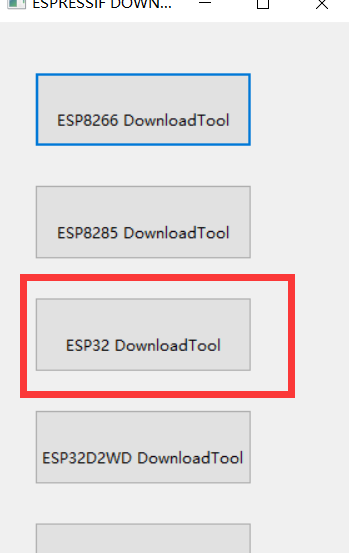 ESPRESSIF DOWN...
ESP8266 DownloadTool
ESP8285 DownloadTool
ESP32 DownloadTool
ESP32D2WD DownloadTool